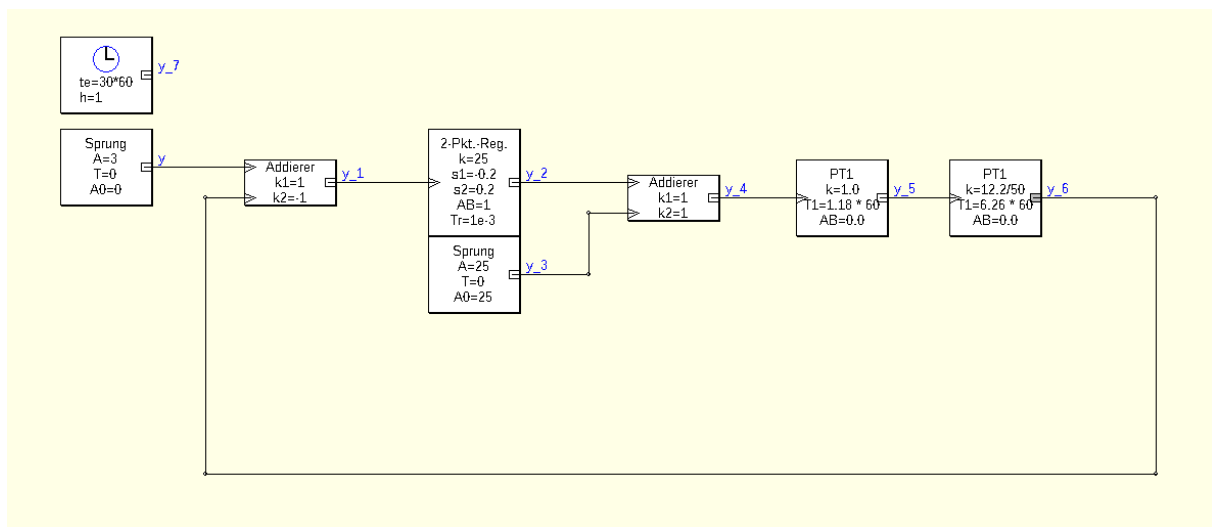 y_7
te=30*60
h=1
Sprung
A=3
T=0
A0=0
y
Addierer
k1=1
k2=-1
y_1
2-Pkt.-Reg.
k=25
s1=-0.2
s2=0.2
AB=1
Tr=1e-3
y_2
Sprung
A=25
T=0
A0=25
y_3
Addierer
k1=1
k2=1
y_4
PT1
k=1.0
T1=1.18 * 60
AB=0.0
y_5
PT1
k=12.2/50
T1=6.26 * 60
AB=0.0
y_6